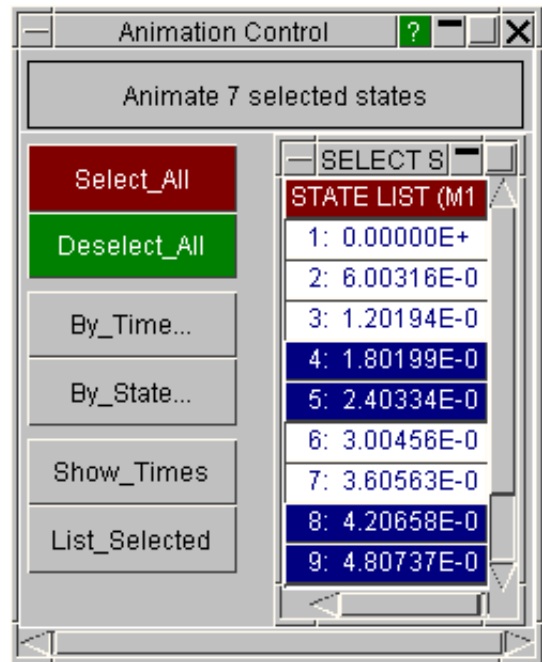 Animation Control ?
Animate 7 selected states
Select_All
Deselect_All
By_Time...
By_State...
Show_Times
List_Selected
SELECT S
STATE LIST (M1
1: 0.00000E+
2: 6.00316E-0
3: 1.20194E-0
4: 1.80199E-0
5: 2.40334E-0
6: 3.00456E-0
7: 3.60563E-0
8: 4.20658E-0
9: 4.80737E-0